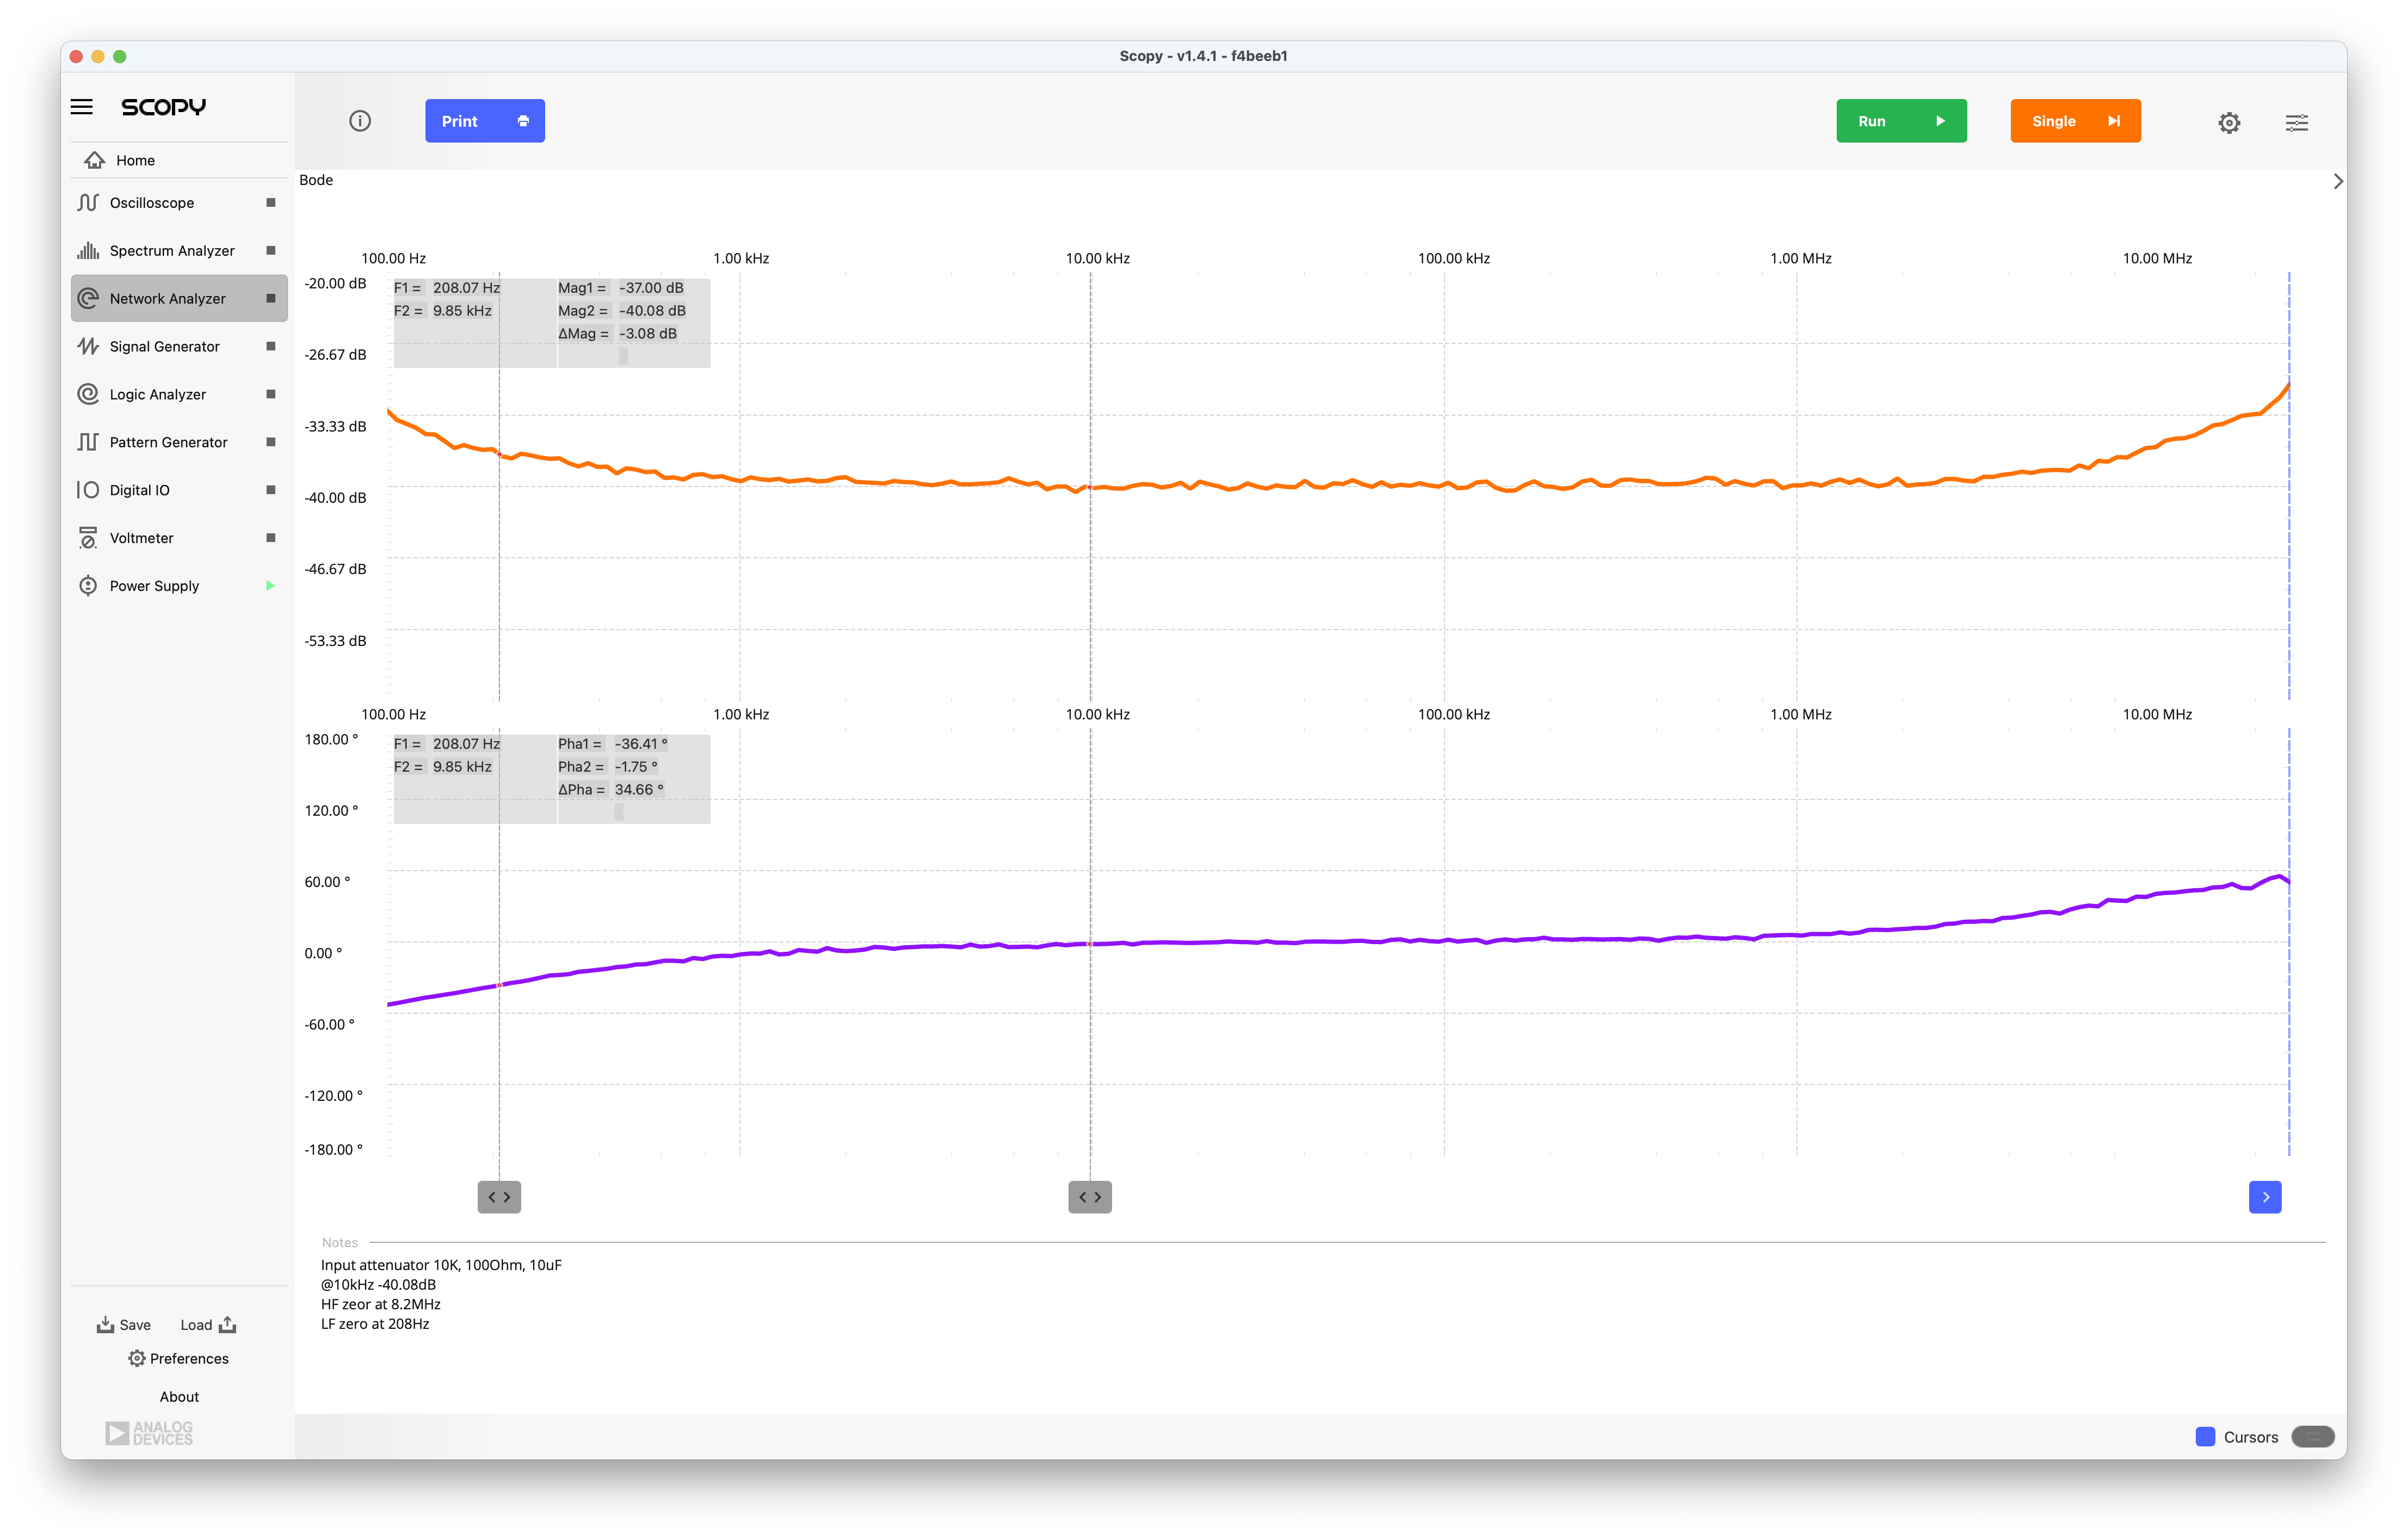 Scopy - v1.4.1 - f4beeb1
SCOPY
Print
Run
Single
Home
Oscilloscope
Spectrum Analyzer
Network Analyzer
Signal Generator
Logic Analyzer
Pattern Generator
Digital IO
Voltmeter
Power Supply
Bode
100.00 Hz 1.00 kHz 10.00 kHz 100.00 kHz 1.00 MHz 10.00 MHz
-20.00 dB
-26.67 dB
-33.33 dB
-40.00 dB
-46.67 dB
-53.33 dB
F1 = 208.07 Hz Mag1 = -37.00 dB
F2 = 9.85 kHz Mag2 = -40.08 dB
ΔMag = -3.08 dB
100.00 Hz 1.00 kHz 10.00 kHz 100.00 kHz 1.00 MHz 10.00 MHz
180.00 °
120.00 °
60.00 °
0.00 °
-60.00 °
-120.00 °
-180.00 °
F1 = 208.07 Hz Pha1 = -36.41 °
F2 = 9.85 kHz Pha2 = -1.75 °
ΔPha = 34.66 °
Notes
Input attenuator 10K, 100Ohm, 10uF
@10kHz -40.08dB
HF zeor at 8.2MHz
LF zero at 208Hz
Save Load
Preferences
About
ANALOG
DEVICES
Cursors